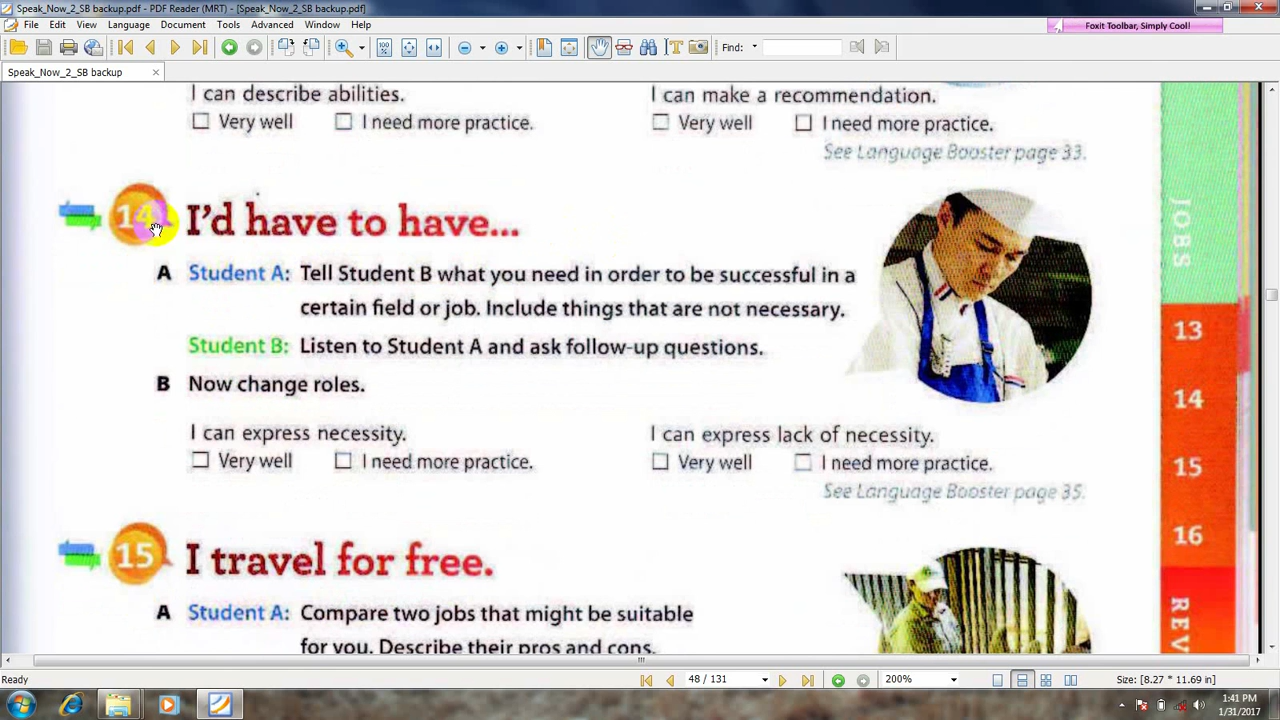 Speak_Now_2_SB backup.pdf - PDF Reader (MRT) - [Speak_Now_2_SB backup.pdf]
File Edit View Language Document Tools Advanced Window Help
Foxit Toolbar, Simply Cool!
Find:
Speak_Now_2_SB backup
I can describe abilities. I can make a recommendation.
Very well I need more practice. Very well I need more practice.
See Language Booster page 33.
14 I'd have to have...
A Student A: Tell Student B what you need in order to be successful in a
certain field or job. Include things that are not necessary.
Student B: Listen to Student A and ask follow-up questions.
B Now change roles.
I can express necessity. I can express lack of necessity.
Very well I need more practice. Very well I need more practice.
See Language Booster page 35.
15 I travel for free.
A Student A: Compare two jobs that might be suitable
for you. Describe their pros and cons.
JOBS
13
14
15
16
REV
Ready 48 / 131 200% Size: [8.27 * 11.69 in]
1:41 PM
1/31/2017